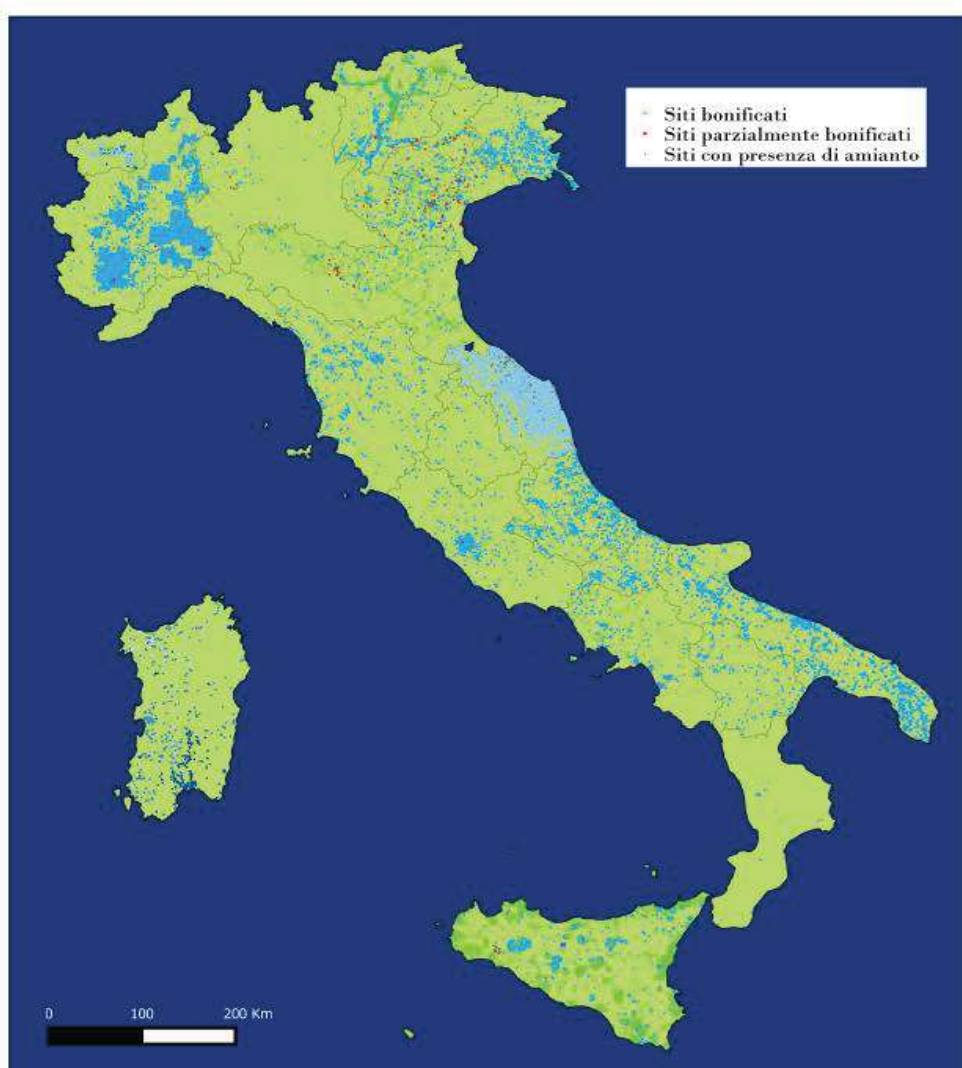 Siti bonificati
Siti parzialmente bonificati
Siti con presenza di amianto
0 100 200 Km